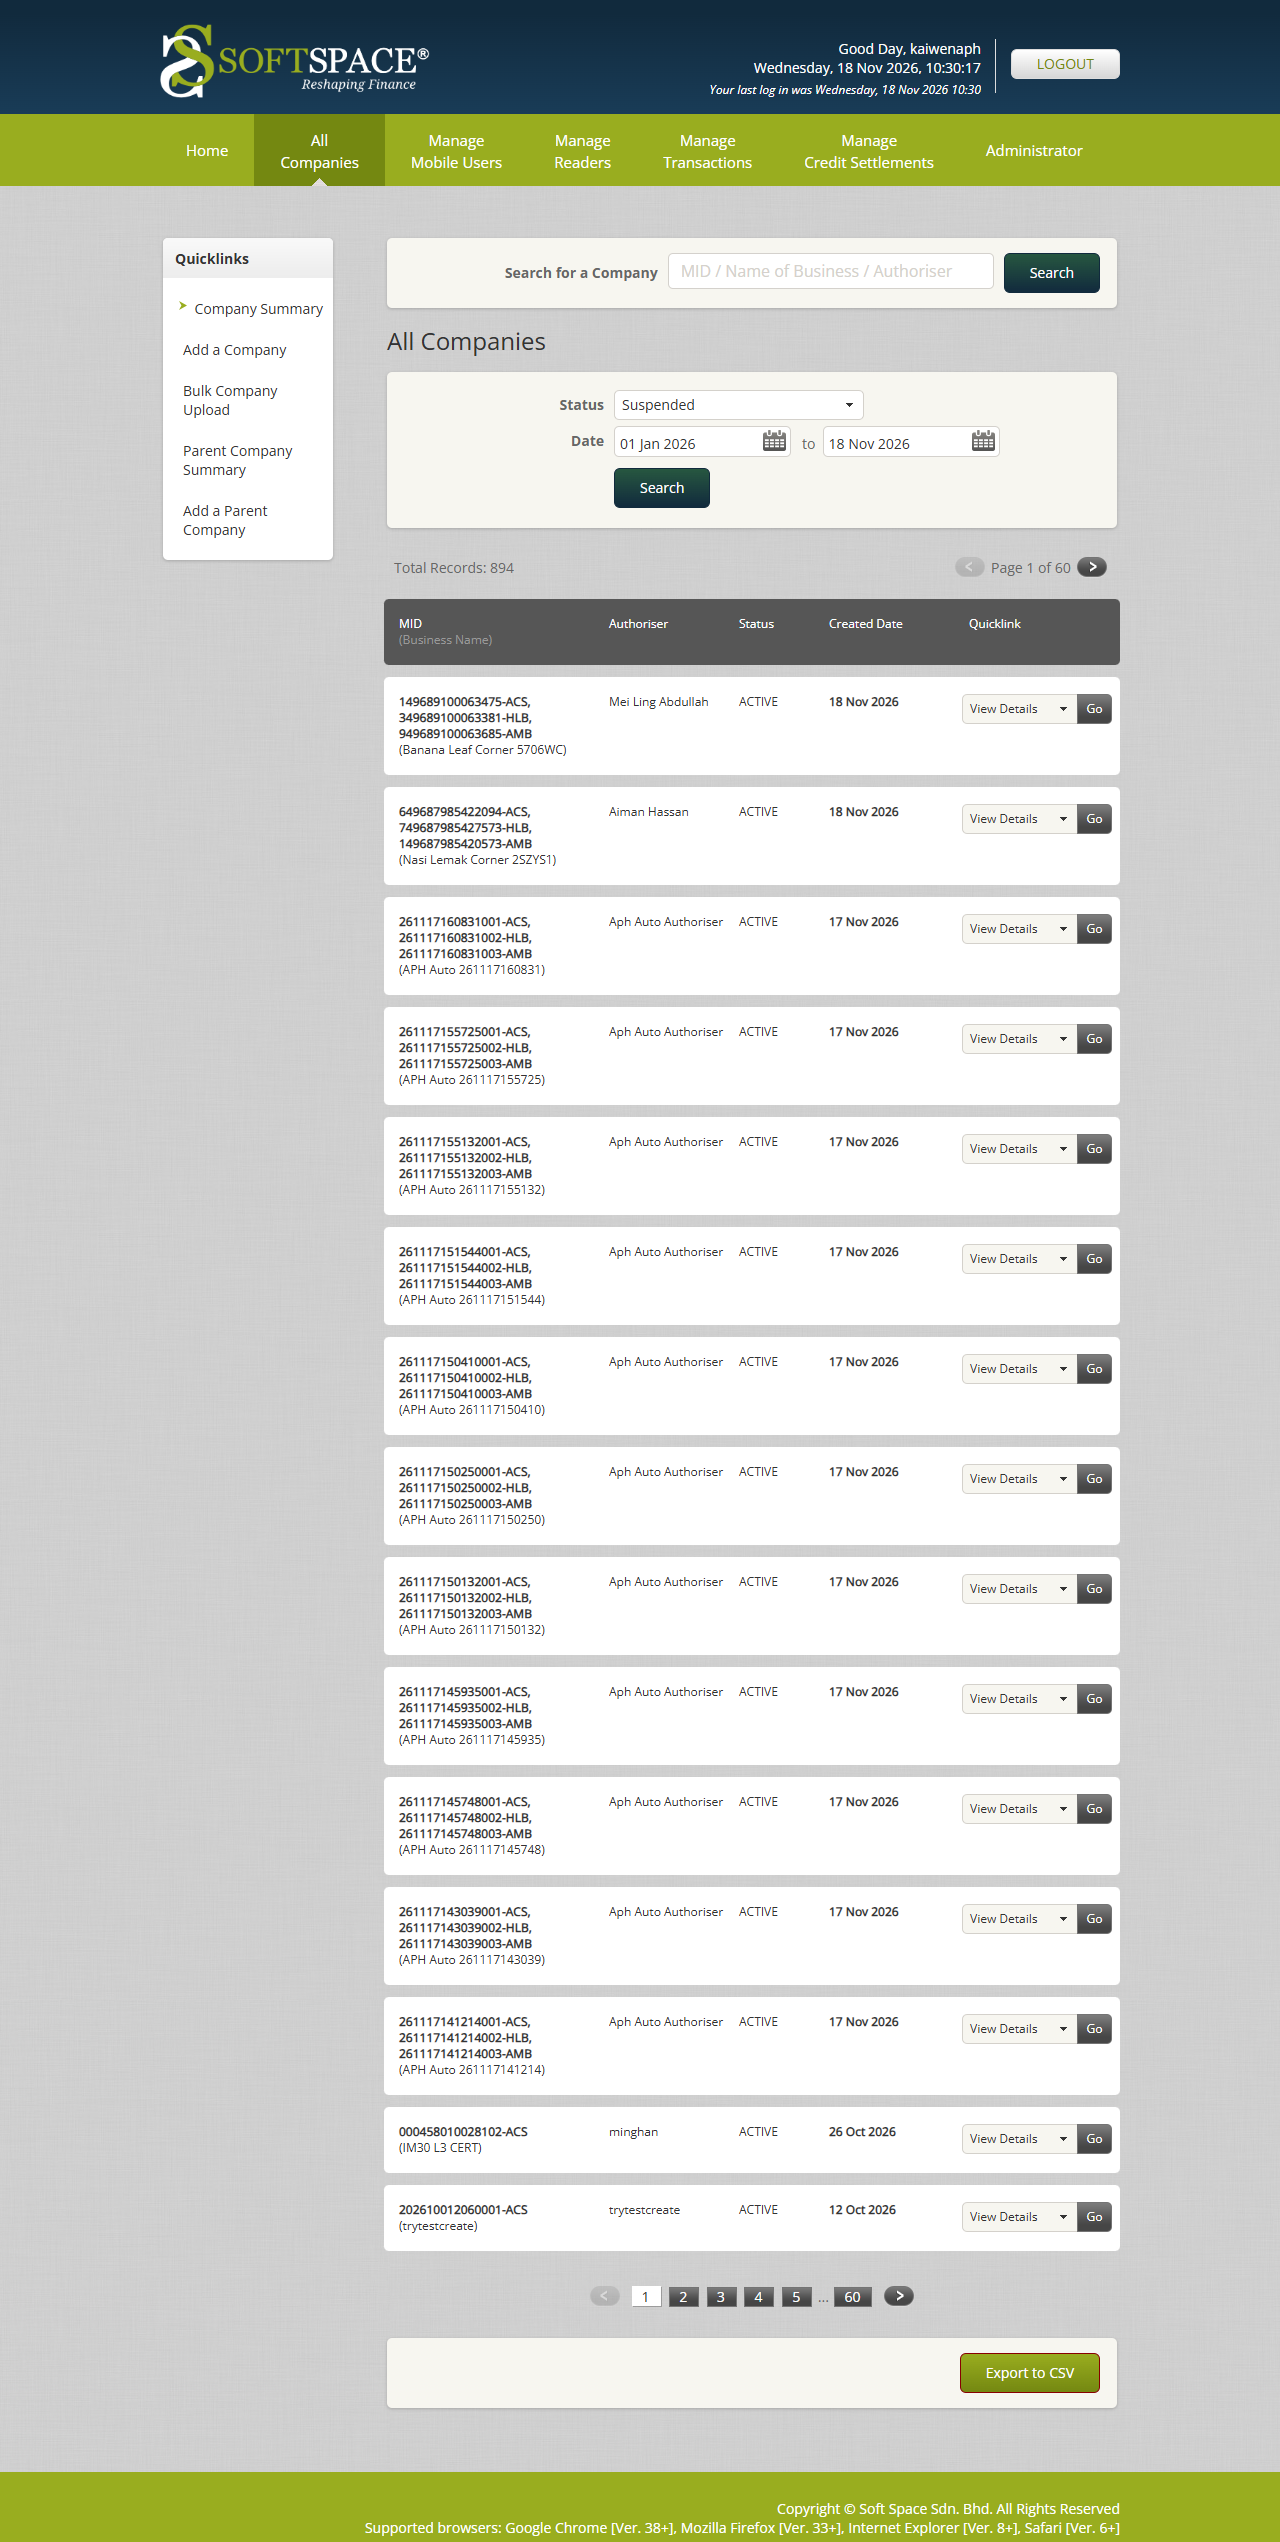 SOFTSPACE®
Reshaping Finance
Good Day, kaiwenaph
Wednesday, 18 Nov 2026, 10:30:17
Your last log in was Wednesday, 18 Nov 2026 10:30
LOGOUT
Home
All
Companies
Manage
Mobile Users
Manage
Readers
Manage
Transactions
Manage
Credit Settlements
Administrator
Quicklinks
Company Summary
Add a Company
Bulk Company
Upload
Parent Company
Summary
Add a Parent
Company
Search for a Company
MID / Name of Business / Authoriser
Search
All Companies
Status
Suspended
Date
01 Jan 2026
to
18 Nov 2026
Search
Total Records: 894
Page 1 of 60
MID
(Business Name)
Authoriser
Status
Created Date
Quicklink
149689100063475-ACS,
349689100063381-HLB,
949689100063685-AMB
(Banana Leaf Corner 5706WC)
Mei Ling Abdullah
ACTIVE
18 Nov 2026
View Details
Go
649687985422094-ACS,
749687985427573-HLB,
149687985420573-AMB
(Nasi Lemak Corner 2SZYS1)
Aiman Hassan
ACTIVE
18 Nov 2026
View Details
Go
261117160831001-ACS,
261117160831002-HLB,
261117160831003-AMB
(APH Auto 261117160831)
Aph Auto Authoriser
ACTIVE
17 Nov 2026
View Details
Go
261117155725001-ACS,
261117155725002-HLB,
261117155725003-AMB
(APH Auto 261117155725)
Aph Auto Authoriser
ACTIVE
17 Nov 2026
View Details
Go
261117155132001-ACS,
261117155132002-HLB,
261117155132003-AMB
(APH Auto 261117155132)
Aph Auto Authoriser
ACTIVE
17 Nov 2026
View Details
Go
261117151544001-ACS,
261117151544002-HLB,
261117151544003-AMB
(APH Auto 261117151544)
Aph Auto Authoriser
ACTIVE
17 Nov 2026
View Details
Go
261117150410001-ACS,
261117150410002-HLB,
261117150410003-AMB
(APH Auto 261117150410)
Aph Auto Authoriser
ACTIVE
17 Nov 2026
View Details
Go
261117150250001-ACS,
261117150250002-HLB,
261117150250003-AMB
(APH Auto 261117150250)
Aph Auto Authoriser
ACTIVE
17 Nov 2026
View Details
Go
261117150132001-ACS,
261117150132002-HLB,
261117150132003-AMB
(APH Auto 261117150132)
Aph Auto Authoriser
ACTIVE
17 Nov 2026
View Details
Go
261117145935001-ACS,
261117145935002-HLB,
261117145935003-AMB
(APH Auto 261117145935)
Aph Auto Authoriser
ACTIVE
17 Nov 2026
View Details
Go
261117145748001-ACS,
261117145748002-HLB,
261117145748003-AMB
(APH Auto 261117145748)
Aph Auto Authoriser
ACTIVE
17 Nov 2026
View Details
Go
261117143039001-ACS,
261117143039002-HLB,
261117143039003-AMB
(APH Auto 261117143039)
Aph Auto Authoriser
ACTIVE
17 Nov 2026
View Details
Go
261117141214001-ACS,
261117141214002-HLB,
261117141214003-AMB
(APH Auto 261117141214)
Aph Auto Authoriser
ACTIVE
17 Nov 2026
View Details
Go
000458010028102-ACS
(IM30 L3 CERT)
minghan
ACTIVE
26 Oct 2026
View Details
Go
202610012060001-ACS
(trytestcreate)
trytestcreate
ACTIVE
12 Oct 2026
View Details
Go
1 2 3 4 5 ... 60
Export to CSV
Copyright © Soft Space Sdn. Bhd. All Rights Reserved
Supported browsers: Google Chrome [Ver. 38+], Mozilla Firefox [Ver. 33+], Internet Explorer [Ver. 8+], Safari [Ver. 6+]